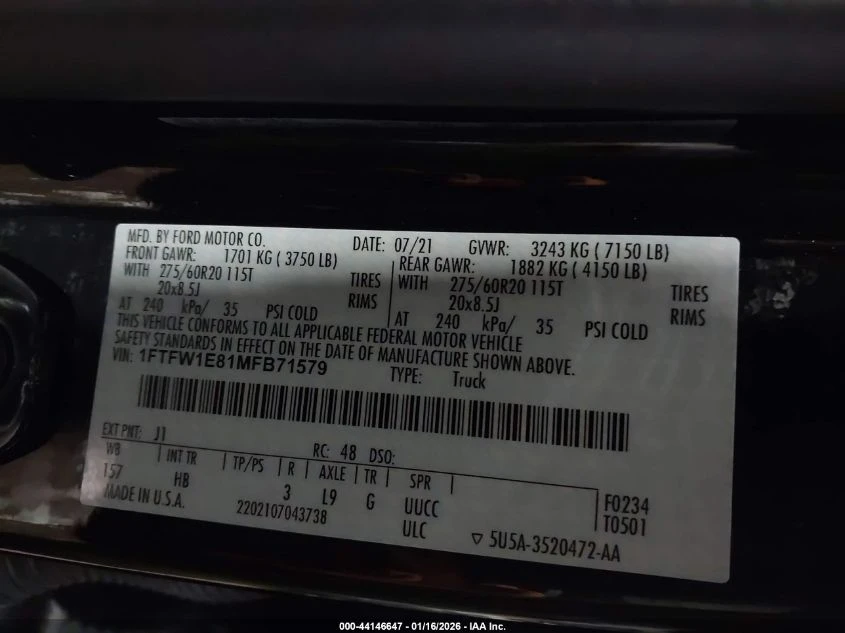 MFD. BY FORD MOTOR CO. DATE: 07/21 GVWR: 3243 KG ( 7150 LB)
FRONT GAWR: 1701 KG ( 3750 LB) REAR GAWR: 1882 KG ( 4150 LB)
WITH 275/60R20 115T TIRES WITH 275/60R20 115T TIRES
20x8.5J RIMS 20x8.5J RIMS
AT 240 kPa/ 35 PSI COLD AT 240 kPa/ 35 PSI COLD
THIS VEHICLE CONFORMS TO ALL APPLICABLE FEDERAL MOTOR VEHICLE
SAFETY STANDARDS IN EFFECT ON THE DATE OF MANUFACTURE SHOWN ABOVE.
VIN: 1FTFW1E81MFB71579 TYPE: Truck
EXT PNT: J1 RC: 48 DSO:
WB INT TR TP/PS R AXLE TR SPR
157 HB 3 L9 G UUCC F0234
MADE IN U.S.A. 2202107043738 ULC T0501
▽ 5U5A-3520472-AA
000-44146647 - 01/16/2026 - IAA Inc.